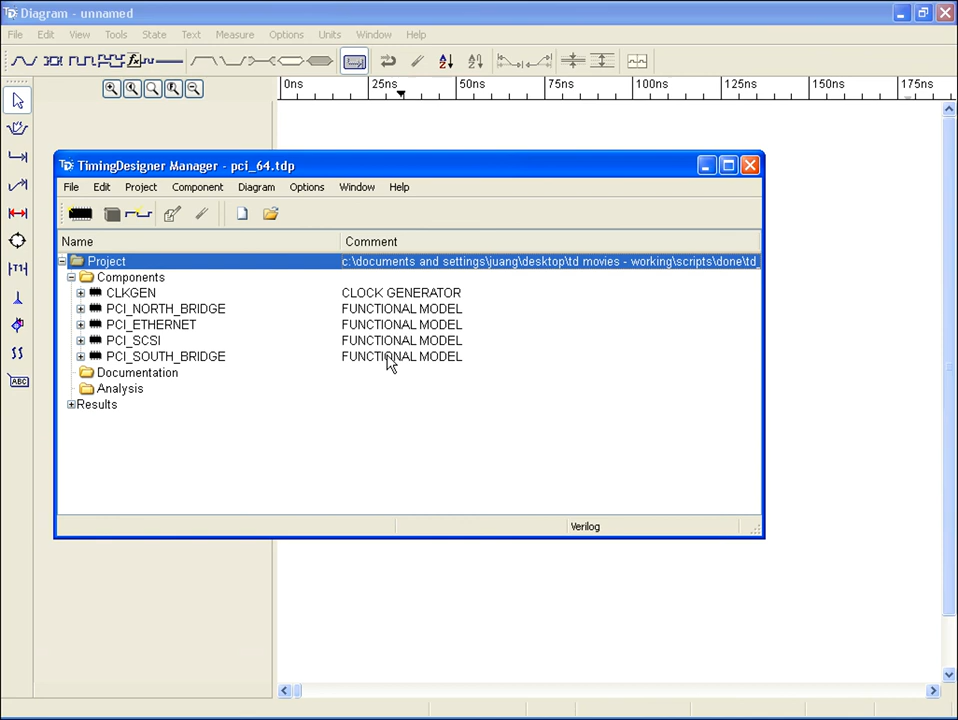 TD Diagram - unnamed
File Edit View Tools State Text Measure Options Units Window Help
0ns 25ns 50ns 75ns 100ns 125ns 150ns 175ns
TD TimingDesigner Manager - pci_64.tdp
File Edit Project Component Diagram Options Window Help
Name Comment
Project c:\documents and settings\juang\desktop\td movies - working\scripts\done\td_
Components
CLKGEN CLOCK GENERATOR
PCI_NORTH_BRIDGE FUNCTIONAL MODEL
PCI_ETHERNET FUNCTIONAL MODEL
PCI_SCSI FUNCTIONAL MODEL
PCI_SOUTH_BRIDGE FUNCTIONAL MODEL
Documentation
Analysis
Results
ABC
Verilog